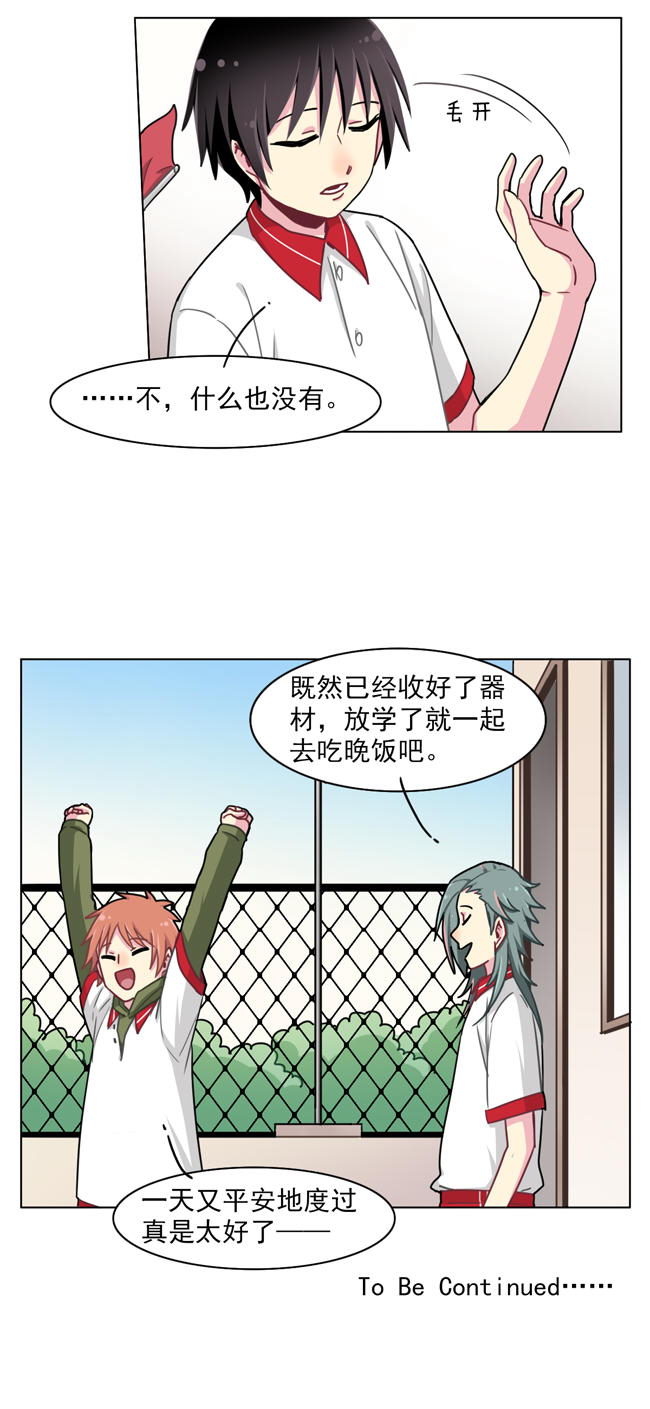 毛开
……不，什么也没有。
既然已经收好了器
材，放学了就一起
去吃晚饭吧。
一天又平安地度过
真是太好了——
To Be Continued……